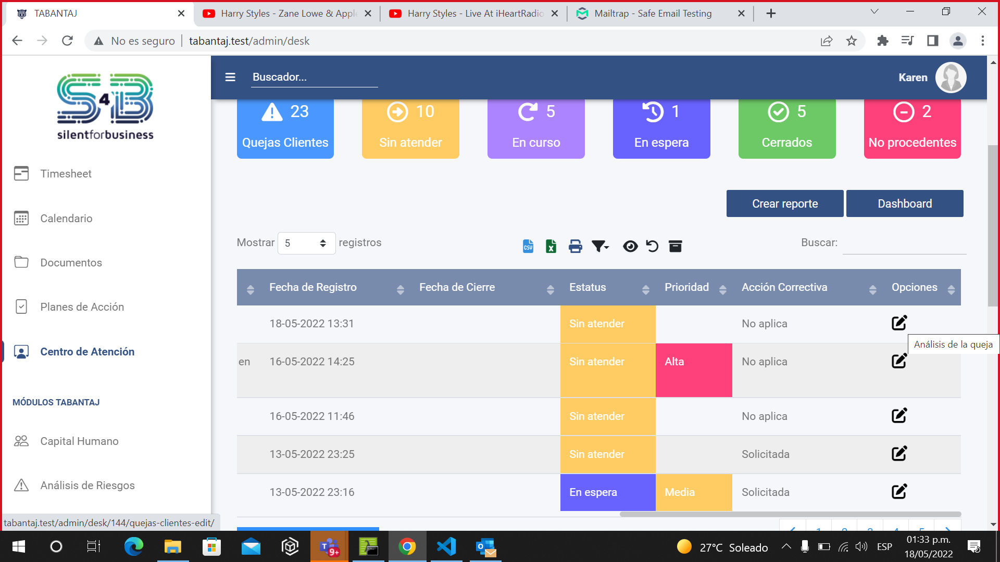 TABANTAJ
Harry Styles - Zane Lowe & Apple
Harry Styles - Live At iHeartRadio
Mailtrap - Safe Email Testing
No es seguro
tabantaj.test/admin/desk
S4B
silentforbusiness
Timesheet
Calendario
Documentos
Planes de Acción
Centro de Atención
MÓDULOS TABANTAJ
Capital Humano
Análisis de Riesgos
tabantaj.test/admin/desk/144/quejas-clientes-edit/
Buscador...
Karen
23
Quejas Clientes
10
Sin atender
5
En curso
1
En espera
5
Cerrados
2
No procedentes
Crear reporte
Dashboard
Mostrar 5 registros
CSV
X
Buscar:
Fecha de Registro Fecha de Cierre Estatus Prioridad Acción Correctiva Opciones
18-05-2022 13:31 Sin atender No aplica
Análisis de la queja
en 16-05-2022 14:25 Sin atender Alta No aplica
16-05-2022 11:46 Sin atender No aplica
13-05-2022 23:25 Sin atender Solicitada
13-05-2022 23:16 En espera Media Solicitada
1 2 3 4 5
9+
27°C Soleado
ESP
01:33 p.m.
18/05/2022